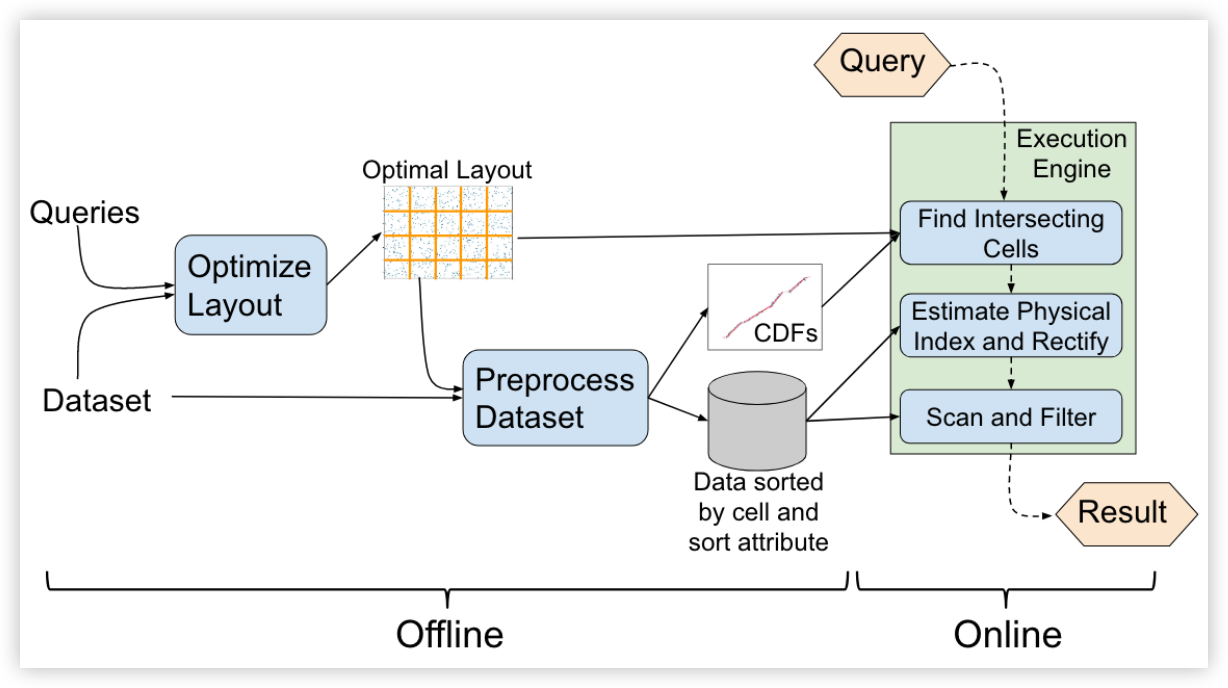 Query
Execution
Engine
Optimal Layout
Queries
Find Intersecting
Cells
Optimize
Layout
CDFs
Estimate Physical
Index and Rectify
Dataset
Preprocess
Dataset
Scan and Filter
Data sorted
by cell and
sort attribute
Result
Offline
Online